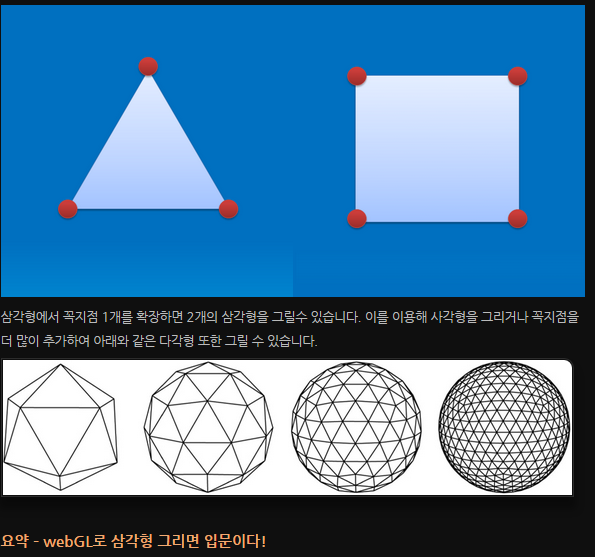 삼각형에서 꼭지점 1개를 확장하면 2개의 삼각형을 그릴수 있습니다. 이를 이용해 사각형을 그리거나 꼭지점을
더 많이 추가하여 아래와 같은 다각형 또한 그릴 수 있습니다.
요약 - webGL로 삼각형 그리면 입문이다!